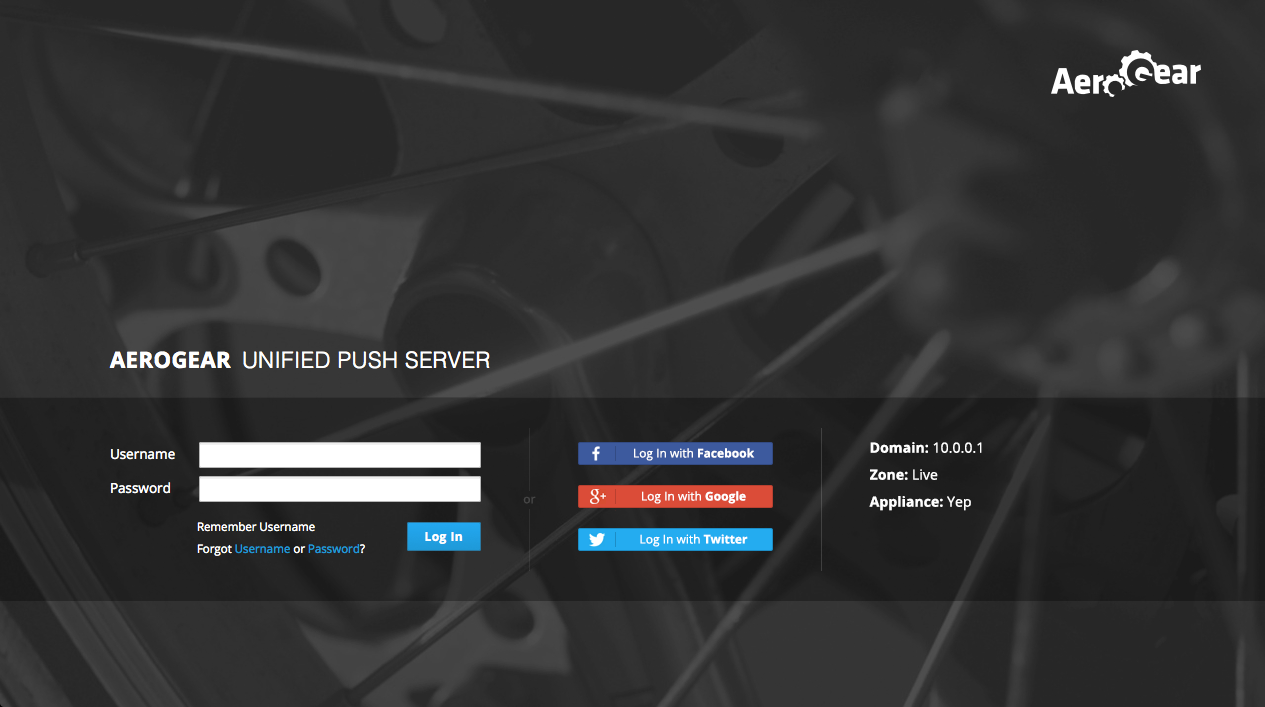 AeroGear
AEROGEAR UNIFIED PUSH SERVER
Username
Password
Remember Username
Forgot Username or Password?
Log In
or
f Log In with Facebook
g+ Log In with Google
Log In with Twitter
Domain: 10.0.0.1
Zone: Live
Appliance: Yep